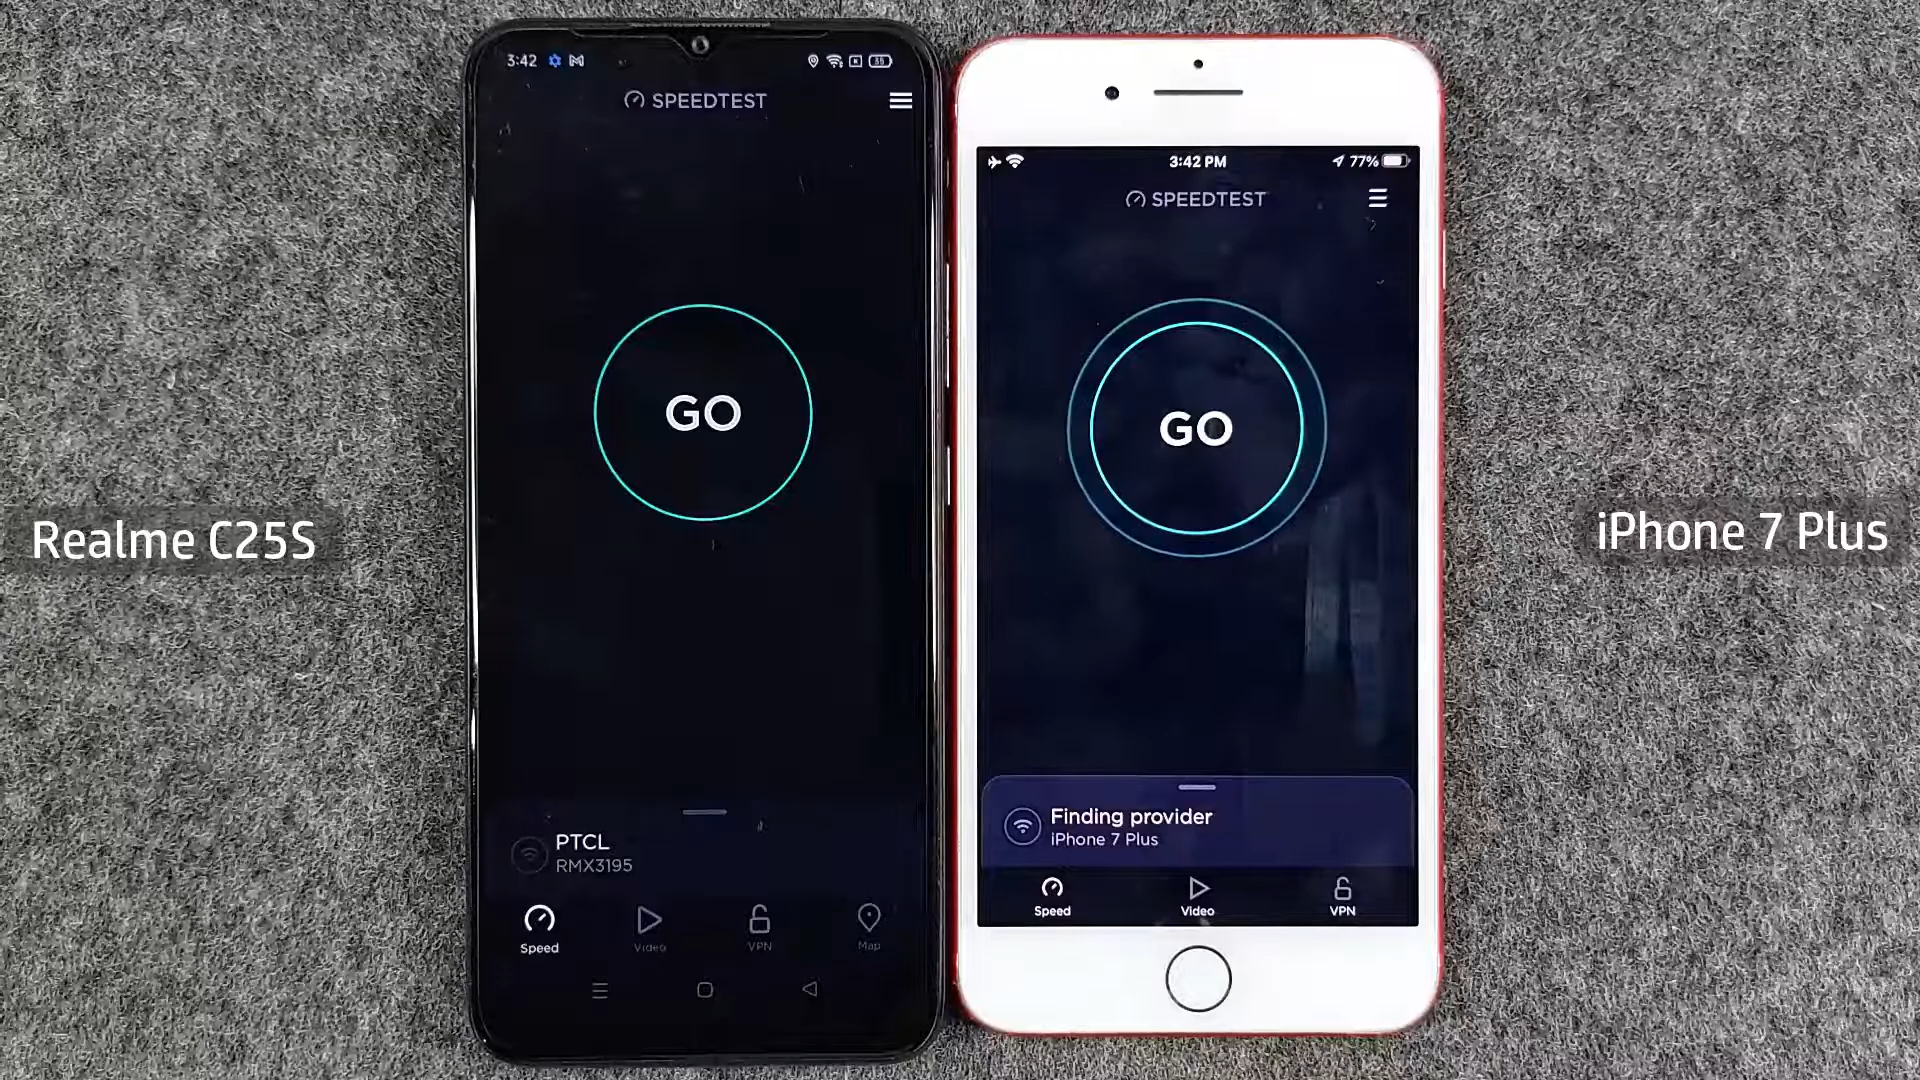 3:42
35
SPEEDTEST
GO
PTCL
RMX3195
Speed
Video
VPN
Map
Realme C25S
3:42 PM
77%
SPEEDTEST
GO
Finding provider
iPhone 7 Plus
Speed
Video
VPN
iPhone 7 Plus